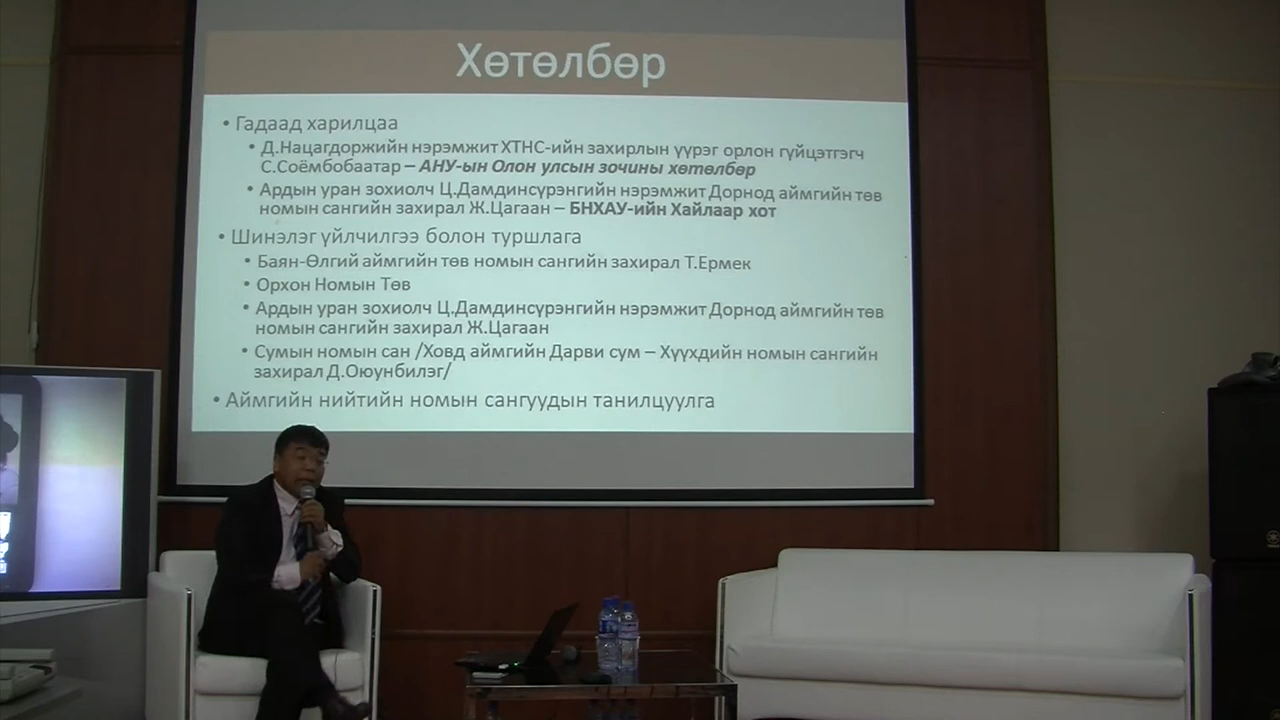 Хөтөлбөр
• Гадаад харилцаа
• Д.Нацагдоржийн нэрэмжит ХТНС-ийн захирлын үүрэг орлон гүйцэтгэгч
С.Соёмбобаатар – АНУ-ын Олон улсын зочины хөтөлбөр
• Ардын уран зохиолч Ц.Дамдинсүрэнгийн нэрэмжит Дорнод аймгийн төв
номын сангийн захирал Ж.Цагаан – БНХАУ-ийн Хайлаар хот
• Шинэлэг үйлчилгээ болон туршлага
• Баян-Өлгий аймгийн төв номын сангийн захирал Т.Ермек
• Орхон Номын Төв
• Ардын уран зохиолч Ц.Дамдинсүрэнгийн нэрэмжит Дорнод аймгийн төв
номын сангийн захирал Ж.Цагаан
• Сумын номын сан /Ховд аймгийн Дарви сум – Хүүхдийн номын сангийн
захирал Д.Оюунбилэг/
• Аймгийн нийтийн номын сангуудын танилцуулга